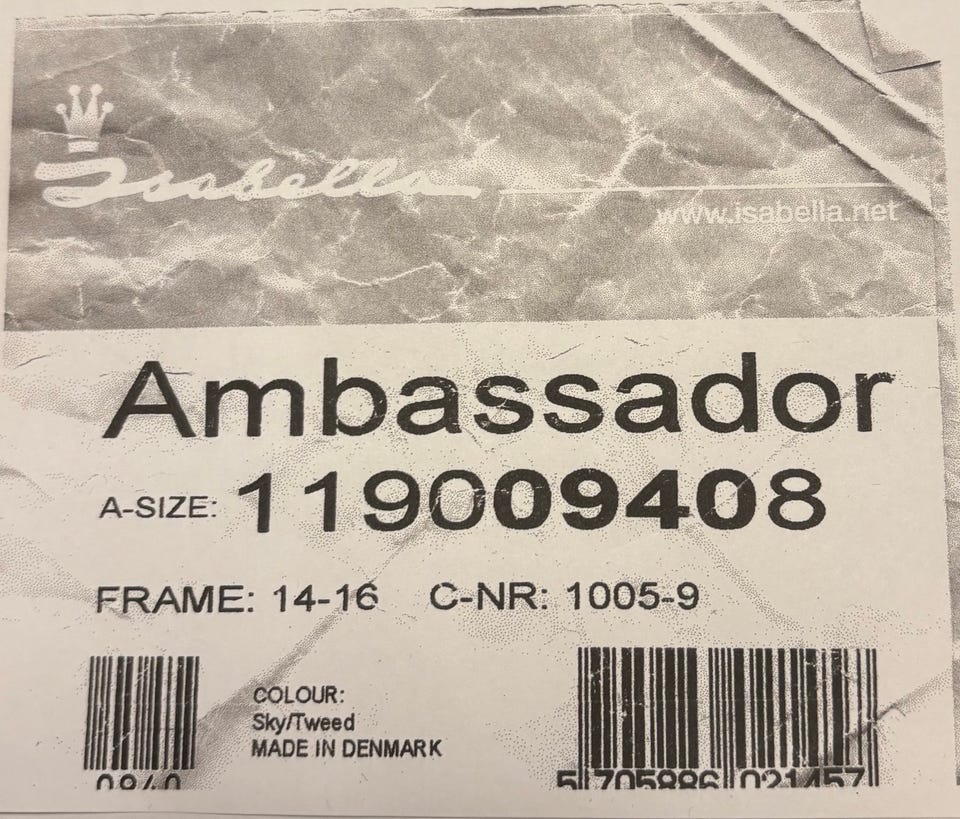 Isabella
www.isabella.net
Ambassador
A-SIZE: 119009408
FRAME: 14-16 C-NR: 1005-9
COLOUR:
Sky/Tweed
MADE IN DENMARK
0940
5 705886 021457